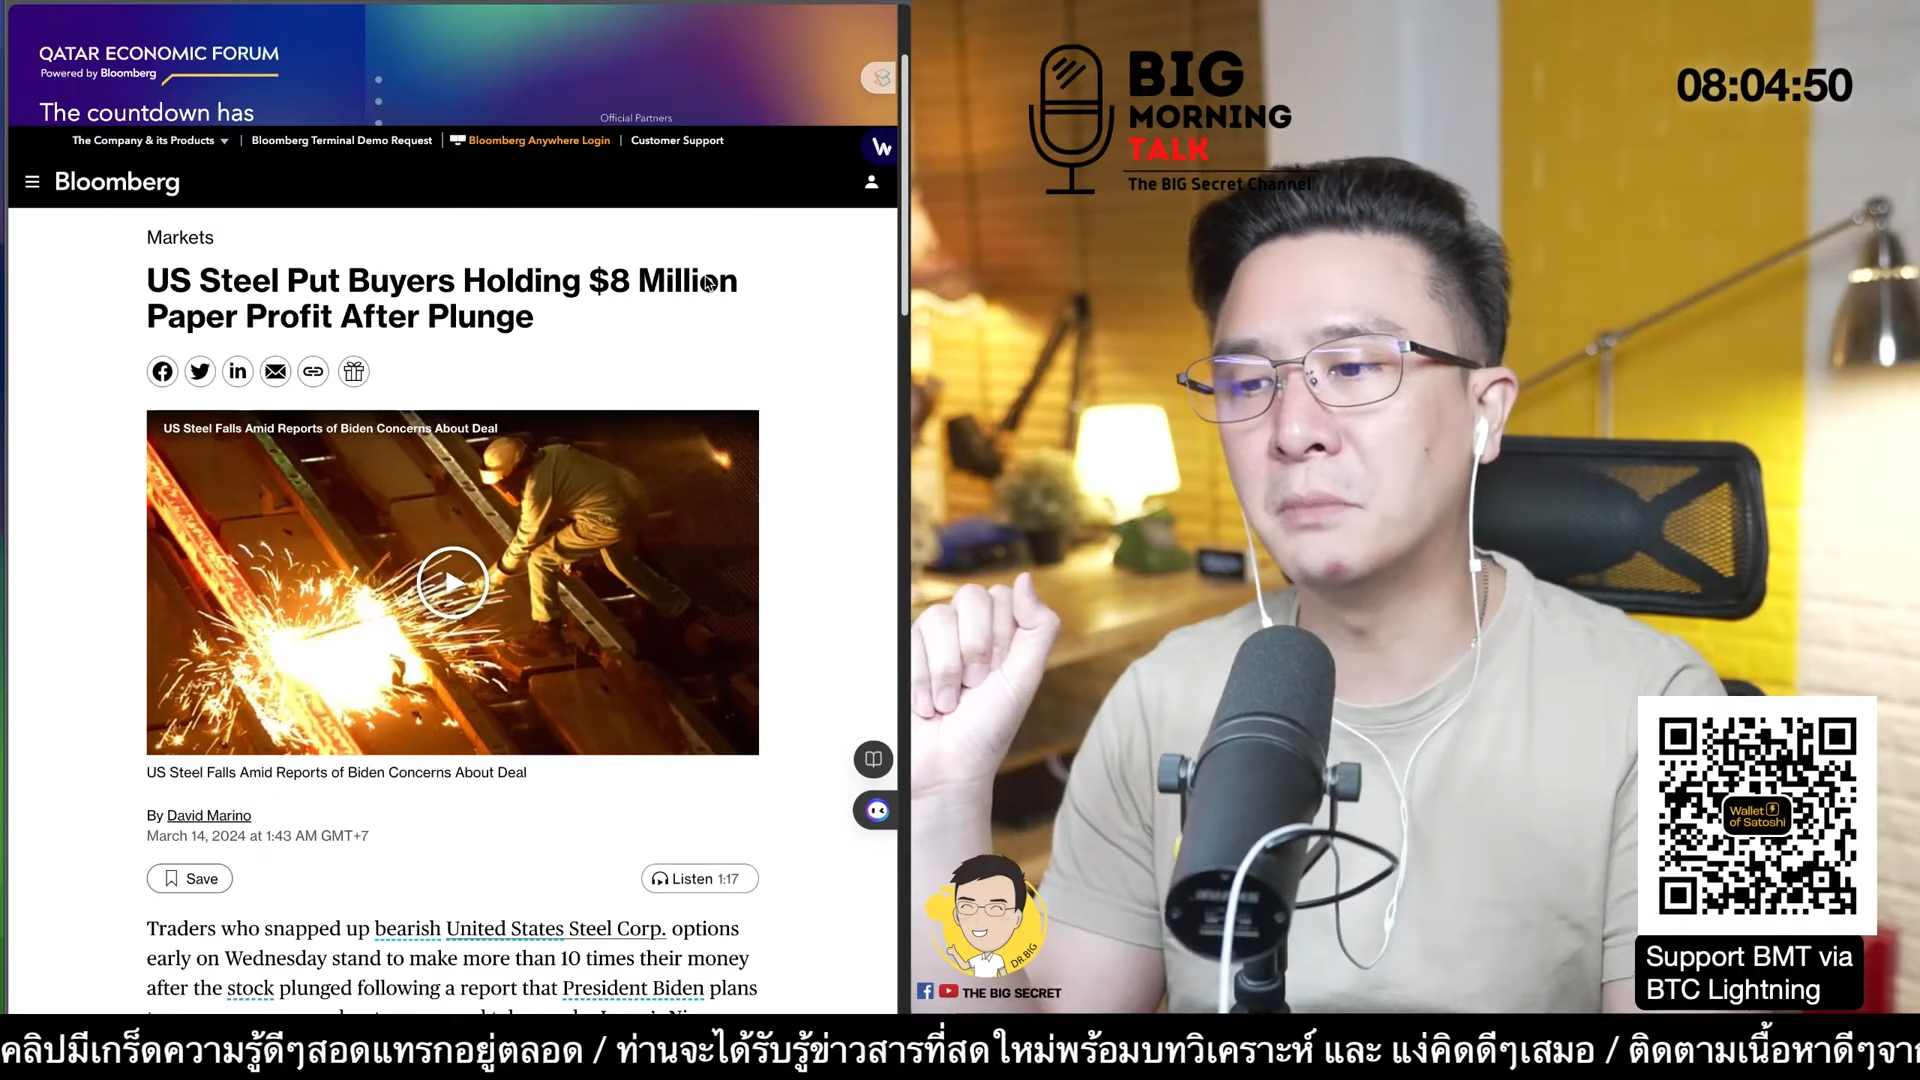 QATAR ECONOMIC FORUM
Powered by Bloomberg
The countdown has
Official Partners
The Company & its Products
Bloomberg Terminal Demo Request
Bloomberg Anywhere Login
Customer Support
Bloomberg
Markets
US Steel Put Buyers Holding $8 Million
Paper Profit After Plunge
US Steel Falls Amid Reports of Biden Concerns About Deal
US Steel Falls Amid Reports of Biden Concerns About Deal
By David Marino
March 14, 2024 at 1:43 AM GMT+7
Save
Listen 1:17
Traders who snapped up bearish United States Steel Corp. options
early on Wednesday stand to make more than 10 times their money
after the stock plunged following a report that President Biden plans
BIG
MORNING
TALK
The BIG Secret Channel
08:04:50
DR.BIG
THE BIG SECRET
Wallet
of Satoshi
Support BMT via
BTC Lightning
คลิปมีเกร็ดความรู้ดีๆสอดแทรกอยู่ตลอด / ท่านจะได้รับรู้ข่าวสารที่สดใหม่พร้อมบทวิเคราะห์ และ แง่คิดดีๆเสมอ / ติดตามเนื้อหาดีๆจาก